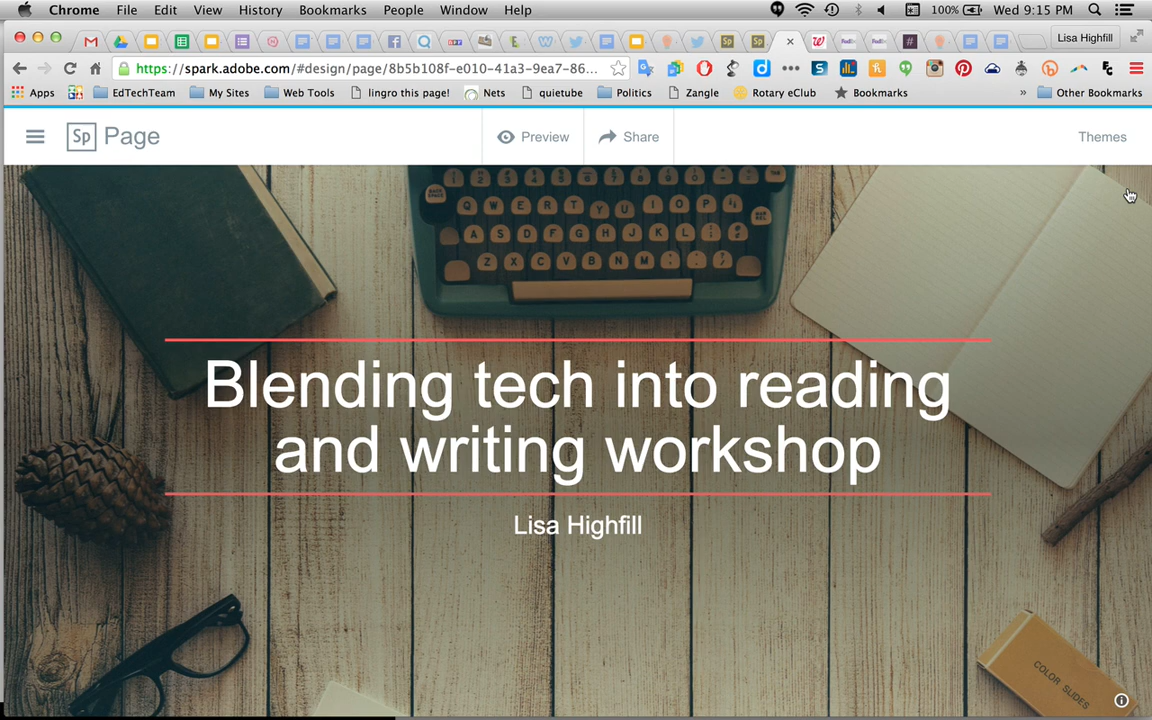 Chrome File Edit View History Bookmarks People Window Help 100% Wed 9:15 PM
Lisa Highfill
https://spark.adobe.com/#design/page/8b5b108f-e010-41a3-9ea7-86...
Apps EdTechTeam My Sites Web Tools lingro this page! Nets quietube Politics Zangle Rotary eClub Bookmarks » Other Bookmarks
Sp Page Preview Share Themes
Q W E R T Y U I O P
A S D F G H J K L
Z X C V B N M
Blending tech into reading
and writing workshop
Lisa Highfill
COLOR SLIDES